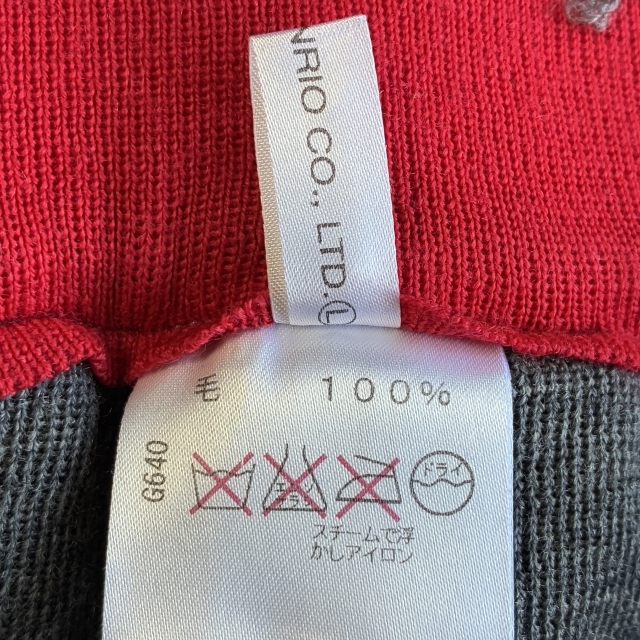 NRIO CO., LTD. Ⓛ
毛 100%
G640
ドライ
スチームで浮
かしアイロン